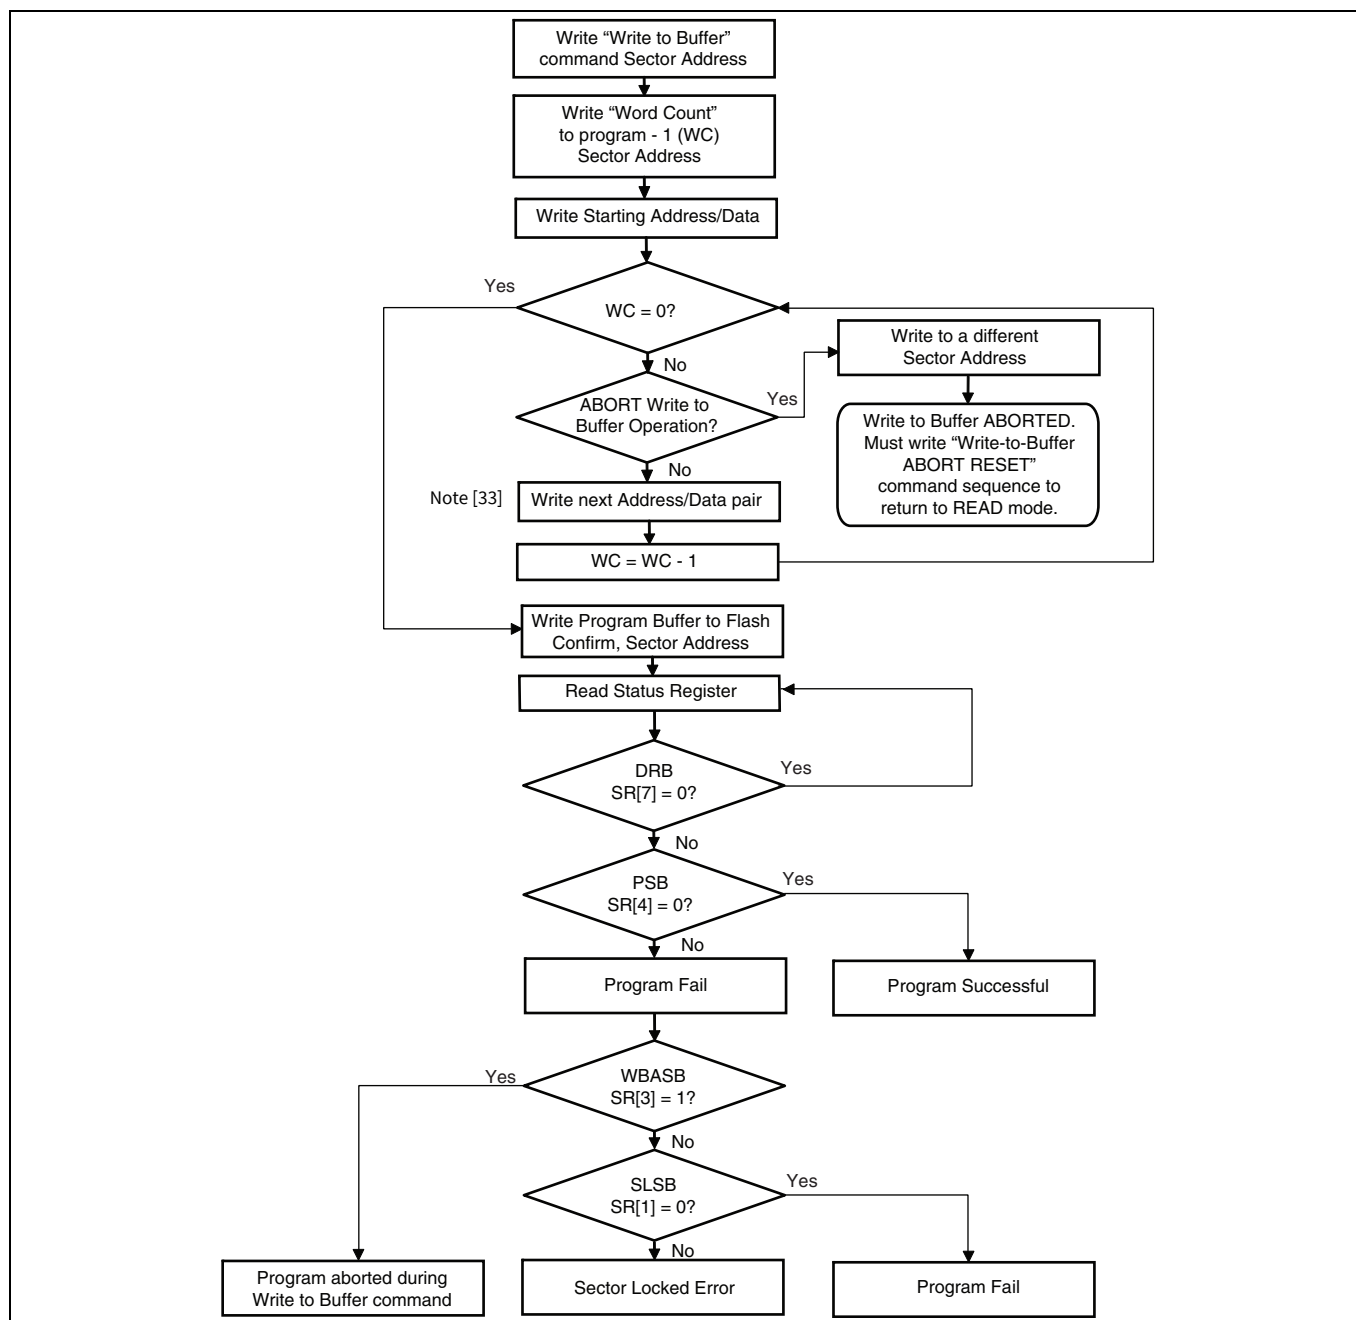 Write “Write to Buffer”
command Sector Address
Write “Word Count”
to program - 1 (WC)
Sector Address
Write Starting Address/Data
Yes
WC = 0?
No
Write to a different
Sector Address
ABORT Write to
Buffer Operation?
Yes
Write to Buffer ABORTED.
Must write “Write-to-Buffer
ABORT RESET”
command sequence to
return to READ mode.
No
Note [33]
Write next Address/Data pair
WC = WC - 1
Write Program Buffer to Flash
Confirm, Sector Address
Read Status Register
DRB
SR[7] = 0?
Yes
No
PSB
SR[4] = 0?
Yes
No
Program Fail
Program Successful
WBASB
SR[3] = 1?
Yes
No
SLSB
SR[1] = 0?
Yes
No
Program aborted during
Write to Buffer command
Sector Locked Error
Program Fail